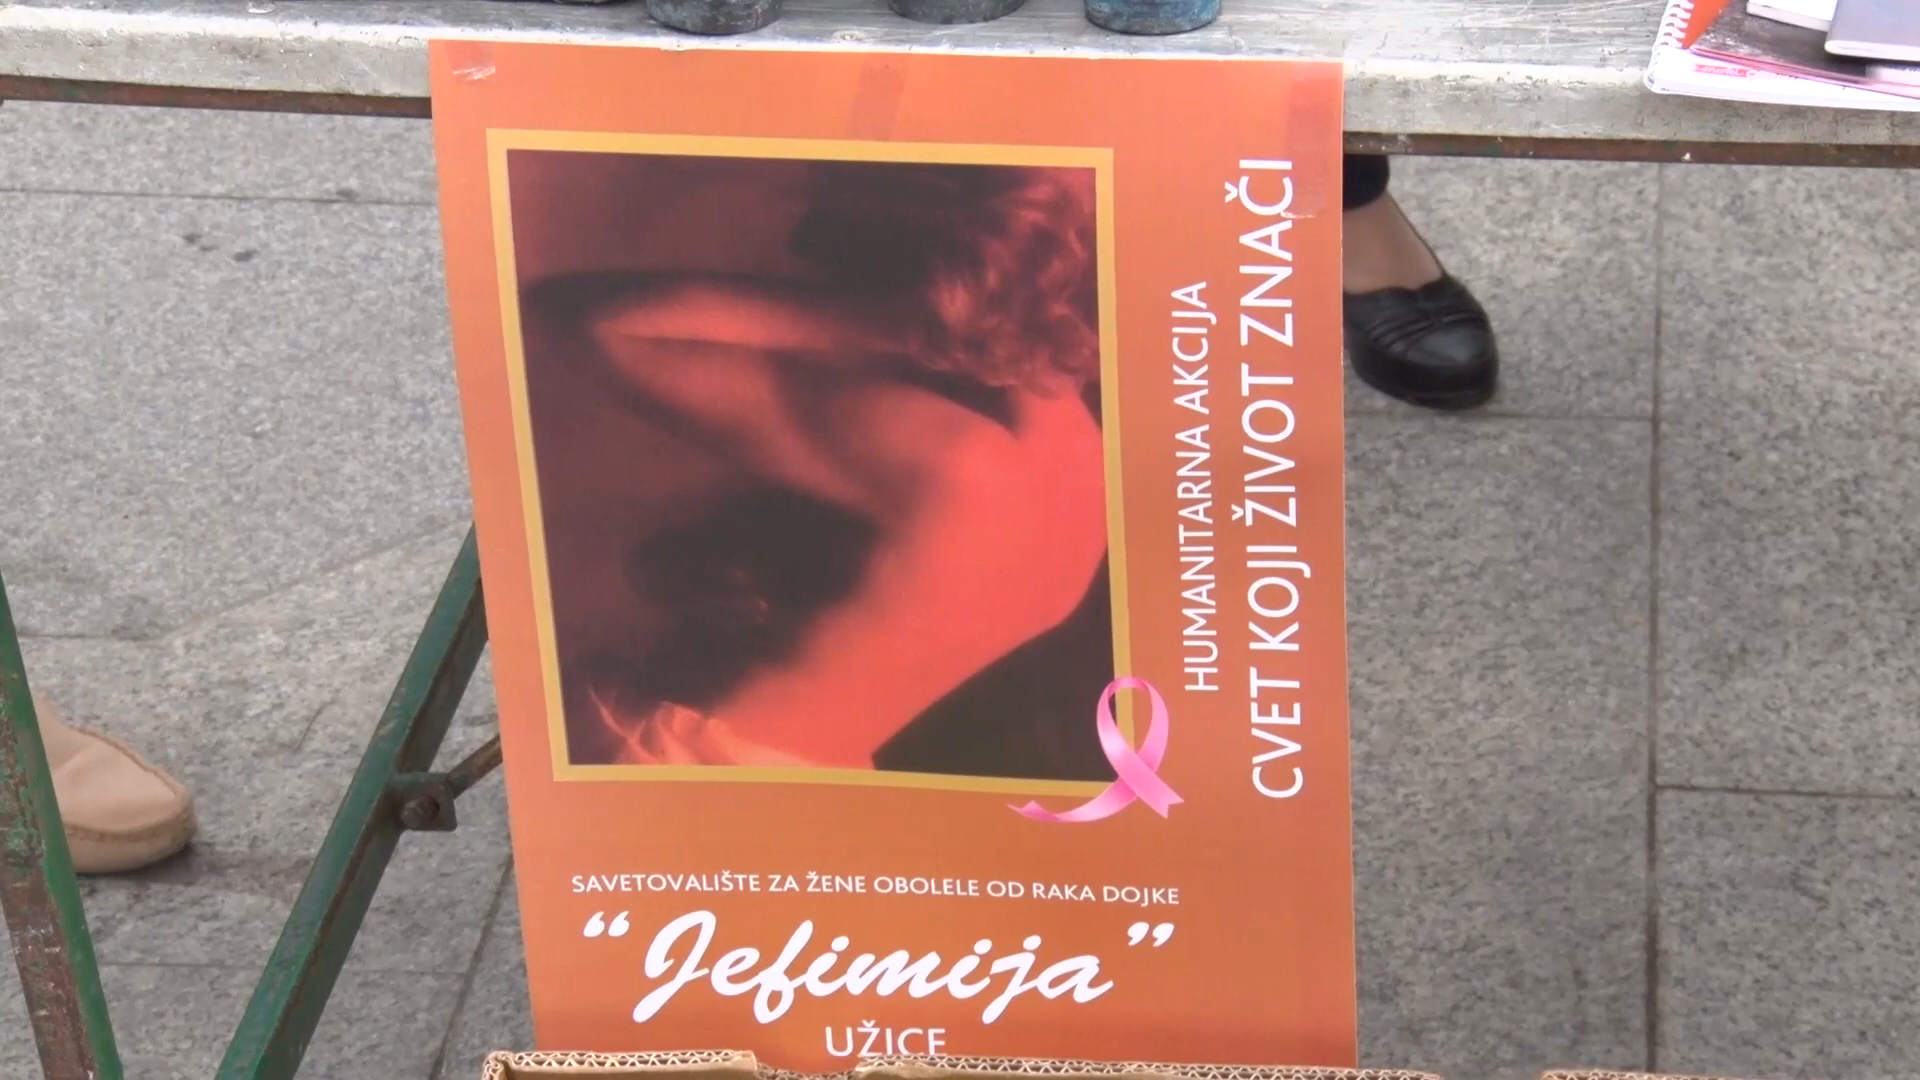 HUMANITARNA AKCIJA
CVET KOJI ŽIVOT ZNAČI
SAVETOVALIŠTE ZA ŽENE OBOLELE OD RAKA DOJKE
“Jefimija”
UŽICE